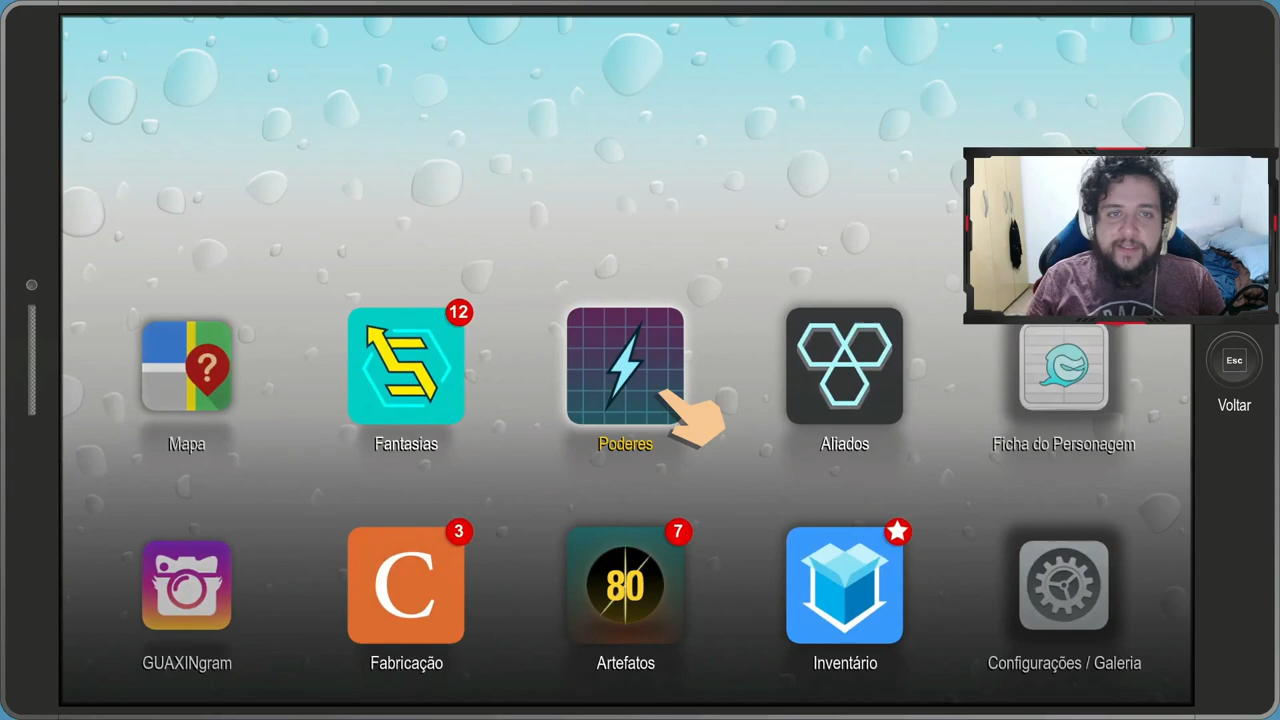 12
?
Esc
Voltar
Mapa
Fantasias
Poderes
Aliados
Ficha do Personagem
3
7
C
80
GUAXINgram
Fabricação
Artefatos
Inventário
Configurações / Galeria